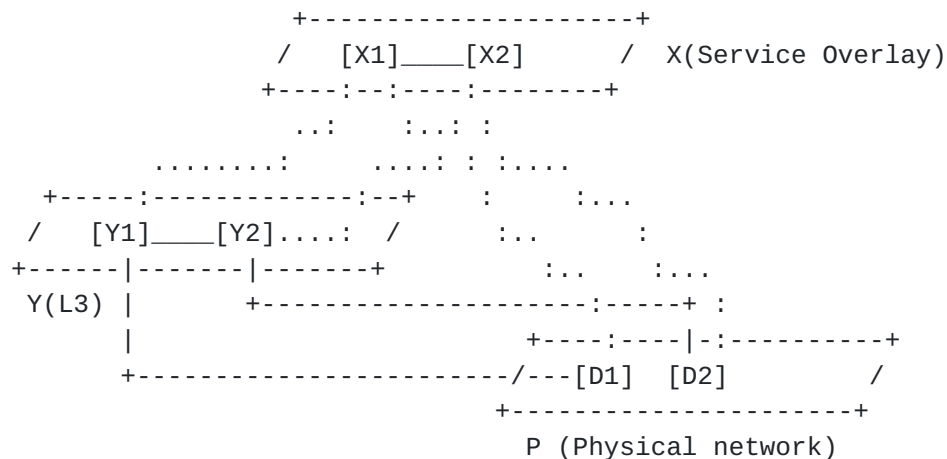 +---------------------+
                /   [X1]____[X2]      /  X(Service Overlay)
               +----:--:----:--------+
                 ..:    :..: :
        ........:     ....: : :....
  +-----:-------------:--+    :     :...
 /   [Y1]____[Y2]....:  /      :..      :
+------|-------|-------+          :..    :...
 Y(L3) |       +---------------------:-----+ :
       |                         +----:----|-:----------+
       +------------------------/---[D1]  [D2]         /
                               +----------------------+
                                 P (Physical network)